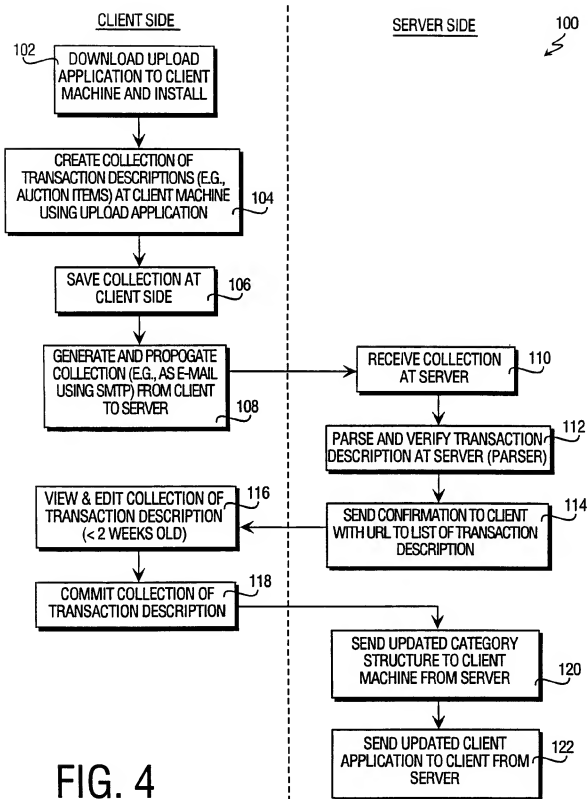 CLIENT SIDE
SERVER SIDE
100
102
DOWNLOAD UPLOAD
APPLICATION TO CLIENT
MACHINE AND INSTALL
CREATE COLLECTION OF
TRANSACTION DESCRIPTIONS (E.G.,
AUCTION ITEMS) AT CLIENT MACHINE
USING UPLOAD APPLICATION
104
SAVE COLLECTION AT
CLIENT SIDE
106
GENERATE AND PROPOGATE
COLLECTION (E.G., AS E-MAIL
USING SMTP) FROM CLIENT
TO SERVER
108
RECEIVE COLLECTION
AT SERVER
110
PARSE AND VERIFY TRANSACTION
DESCRIPTION AT SERVER (PARSER)
112
SEND CONFIRMATION TO CLIENT
WITH URL TO LIST OF TRANSACTION
DESCRIPTION
114
VIEW & EDIT COLLECTION OF
TRANSACTION DESCRIPTION
(< 2 WEEKS OLD)
116
COMMIT COLLECTION OF
TRANSACTION DESCRIPTION
118
SEND UPDATED CATEGORY
STRUCTURE TO CLIENT
MACHINE FROM SERVER
120
SEND UPDATED CLIENT
APPLICATION TO CLIENT FROM
SERVER
122
FIG. 4